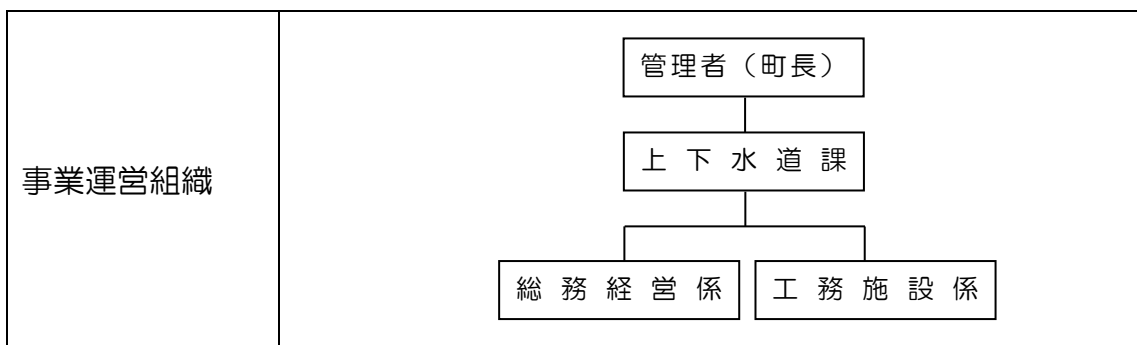 事業運営組織
管理者（町長）
上下水道課
総務経営係
工務施設係